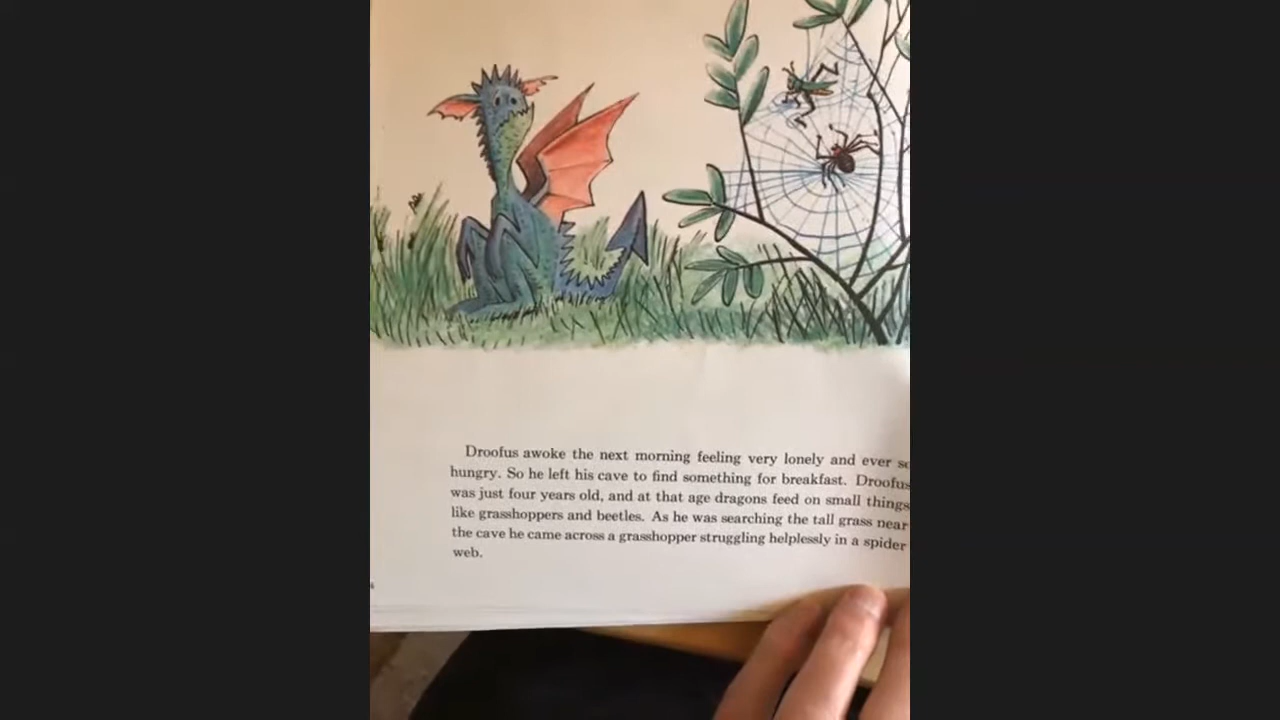 Droofus awoke the next morning feeling very lonely and ever so
hungry. So he left his cave to find something for breakfast. Droofus
was just four years old, and at that age dragons feed on small things
like grasshoppers and beetles. As he was searching the tall grass near
the cave he came across a grasshopper struggling helplessly in a spider
web.